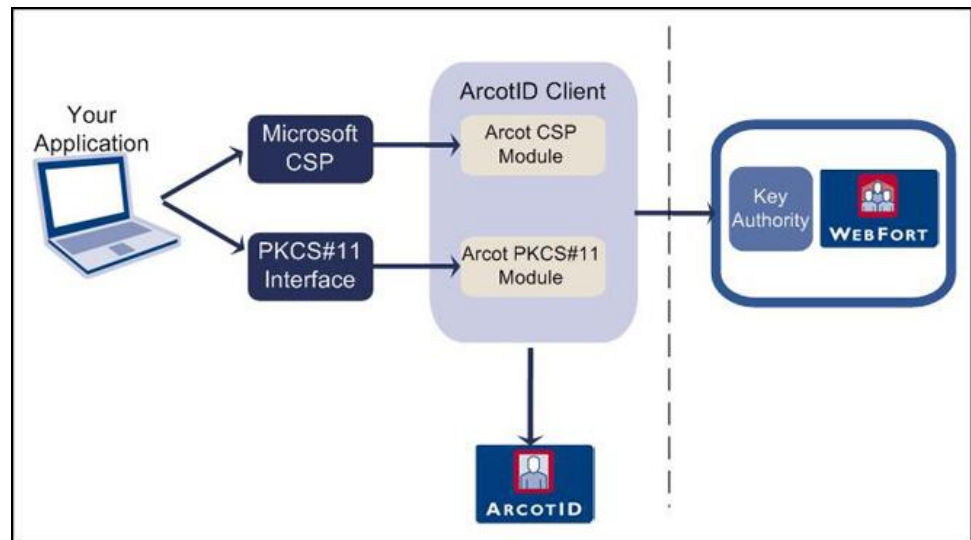 Your
Application
Microsoft
CSP
PKCS#11
Interface
ArcotID Client
Arcot CSP
Module
Arcot PKCS#11
Module
ARCOTID
Key
Authority
WEBFORT